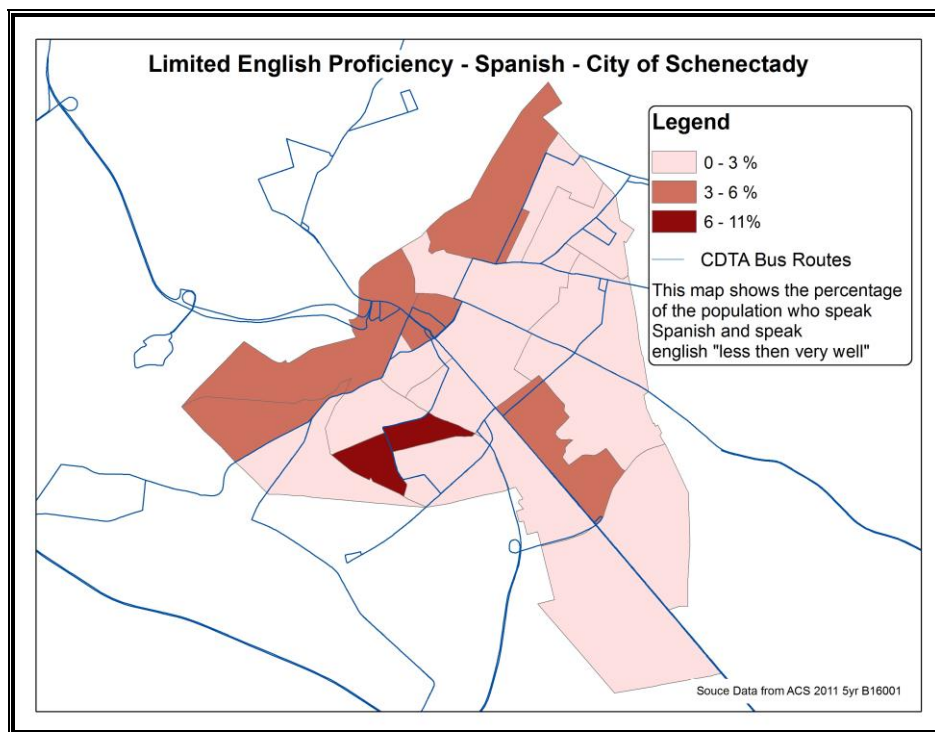 Limited English Proficiency - Spanish - City of Schenectady
Legend
0 - 3 %
3 - 6 %
6 - 11%
CDTA Bus Routes
This map shows the percentage
of the population who speak
Spanish and speak
english "less then very well"
Souce Data from ACS 2011 5yr B16001